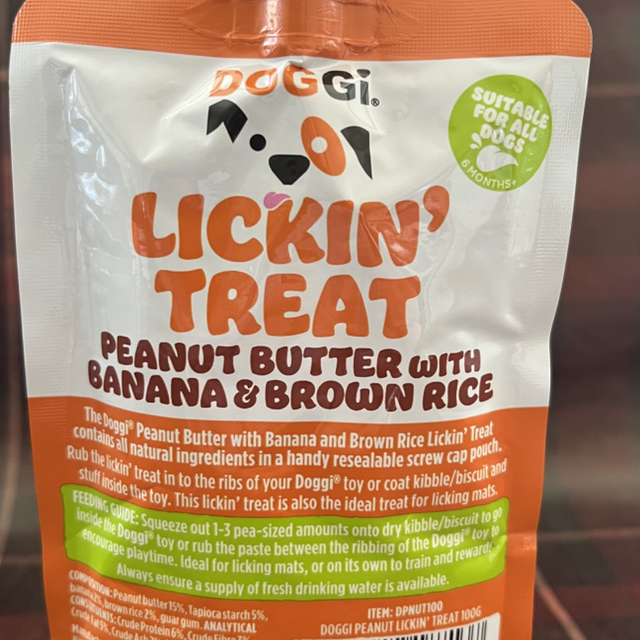 DOGGi®
SUITABLE
FOR ALL
DOGS
6 MONTHS+
LICKIN'
TREAT
PEANUT BUTTER WITH
BANANA & BROWN RICE
The Doggi® Peanut Butter with Banana and Brown Rice Lickin' Treat
contains all natural ingredients in a handy resealable screw cap pouch.
Rub the lickin' treat in to the ribs of your Doggi® toy or coat kibble/biscuit and
stuff inside the toy. This lickin' treat is also the ideal treat for licking mats.
FEEDING GUIDE: Squeeze out 1-3 pea-sized amounts onto dry kibble/biscuit to go
inside the Doggi® toy or rub the paste between the ribbing of the Doggi® toy to
encourage playtime. Ideal for licking mats, or on its own to train and reward.
Always ensure a supply of fresh drinking water is available.
COMPOSITION: Peanut butter 15%, Tapioca starch 5%,
banana 2%, brown rice 2%, guar gum. ANALYTICAL
CONSTITUENTS: Crude Protein 6%, Crude Fibre
Crude Fat 5%, Crude Ash
ITEM: DPNUT100
DOGGI PEANUT LICKIN' TREAT 100G